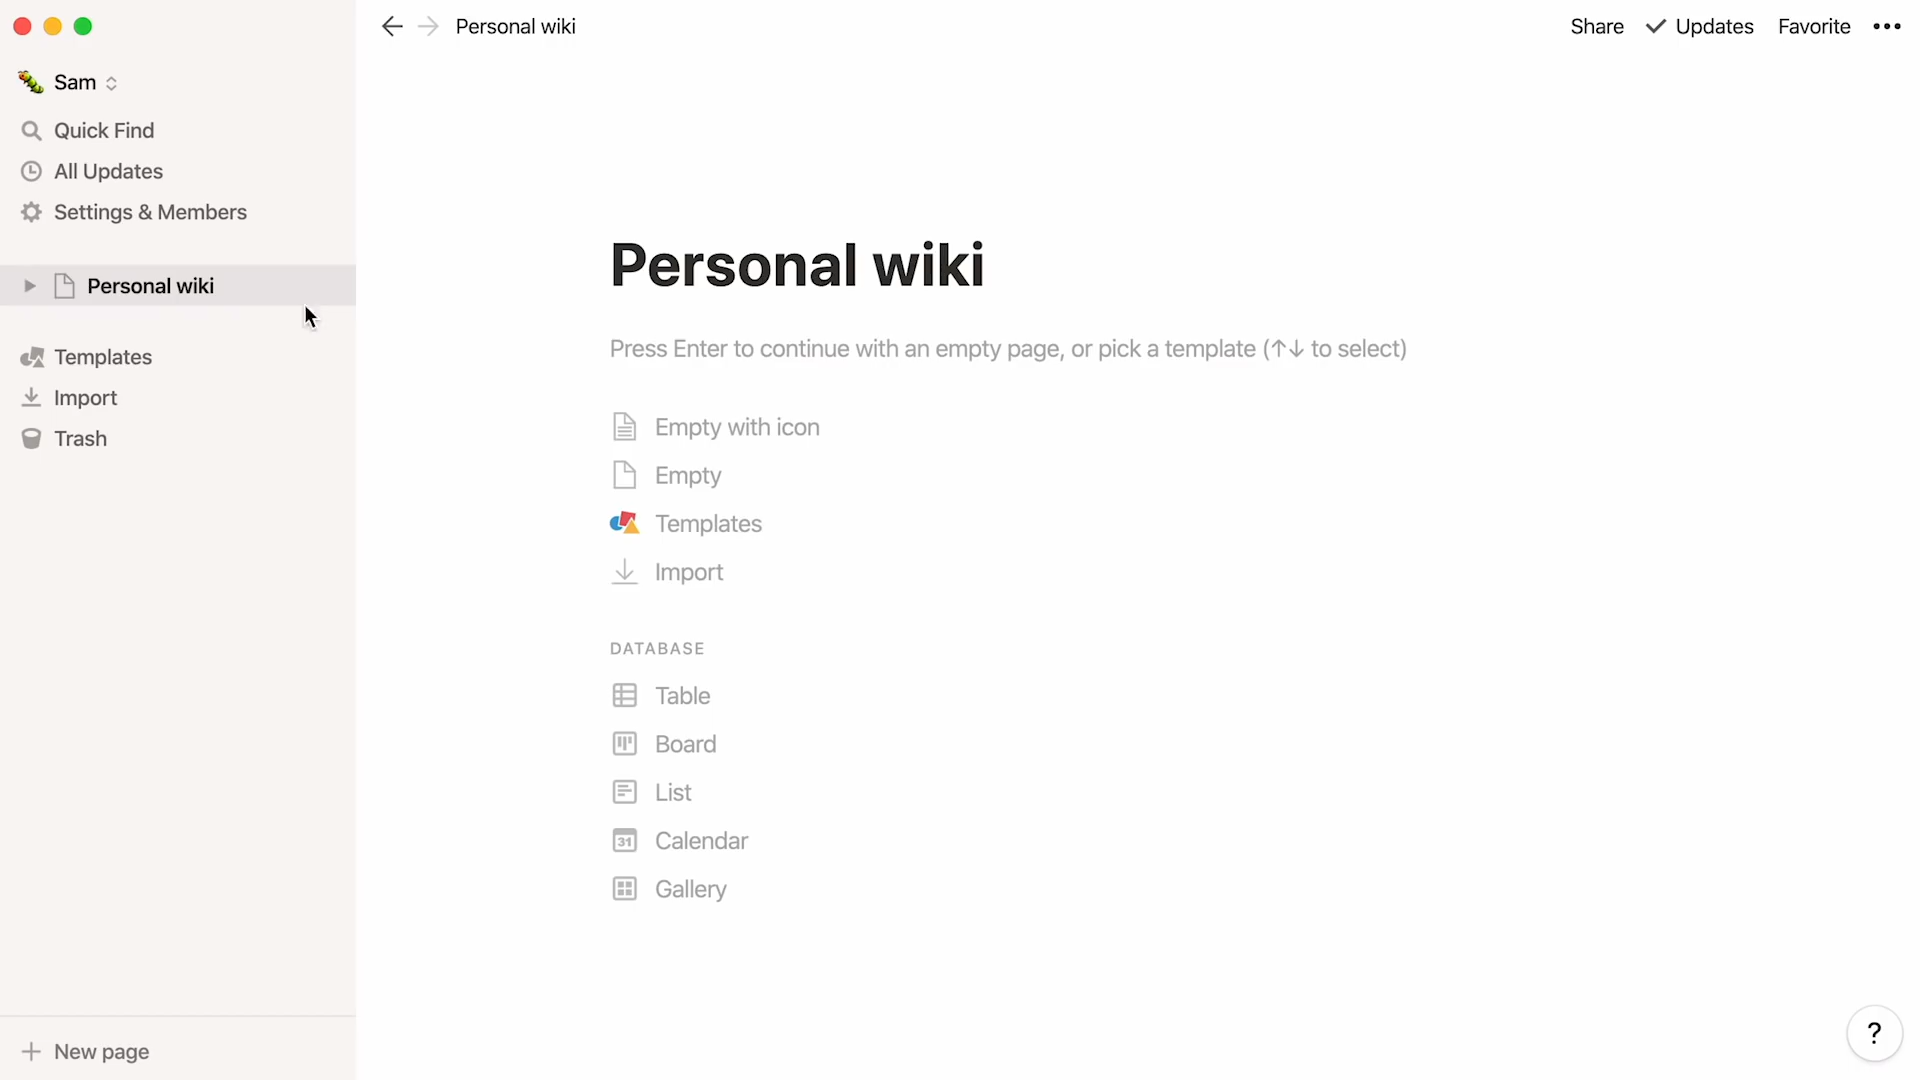 Personal wiki
Share
Updates
Favorite
Sam
Quick Find
All Updates
Settings & Members
Personal wiki
Templates
Import
Trash
New page
Personal wiki
Press Enter to continue with an empty page, or pick a template (↑↓ to select)
Empty with icon
Empty
Templates
Import
DATABASE
Table
Board
List
31 Calendar
Gallery
?